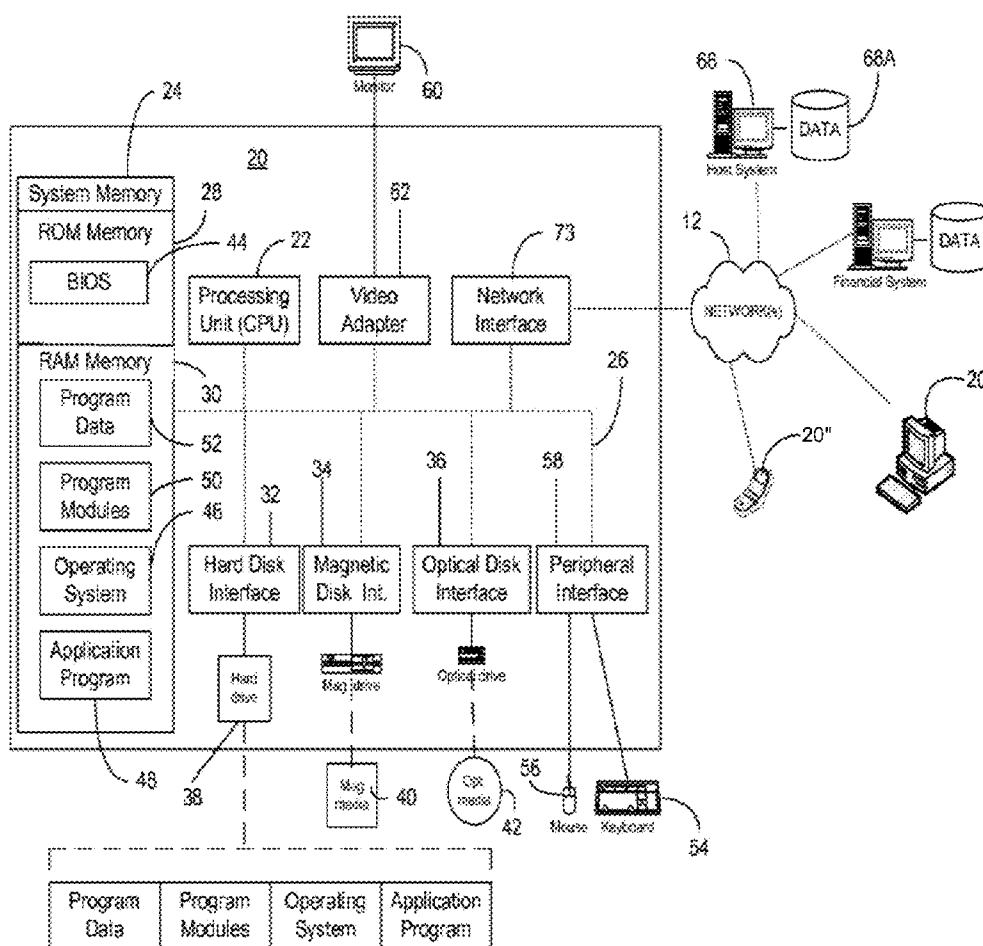 Monitor
60
66
68A
DATA
Host System
24
20
System Memory
ROM Memory
28
44
BIOS
22
62
73
12
DATA
Financial System
Processing
Unit (CPU)
Video
Adapter
Network
Interface
NETWORK(s)
RAM Memory
30
Program
Data
52
26
20"
20
Program
Modules
50
34
32
36
58
46
Operating
System
Hard Disk
Interface
Magnetic
Disk Int.
Optical Disk
Interface
Peripheral
Interface
Application
Program
Hard
drive
Mag drive
Optical drive
48
38
Mag
media
40
Opt
media
42
56
Mouse
Keyboard
54
Program
Data
Program
Modules
Operating
System
Application
Program